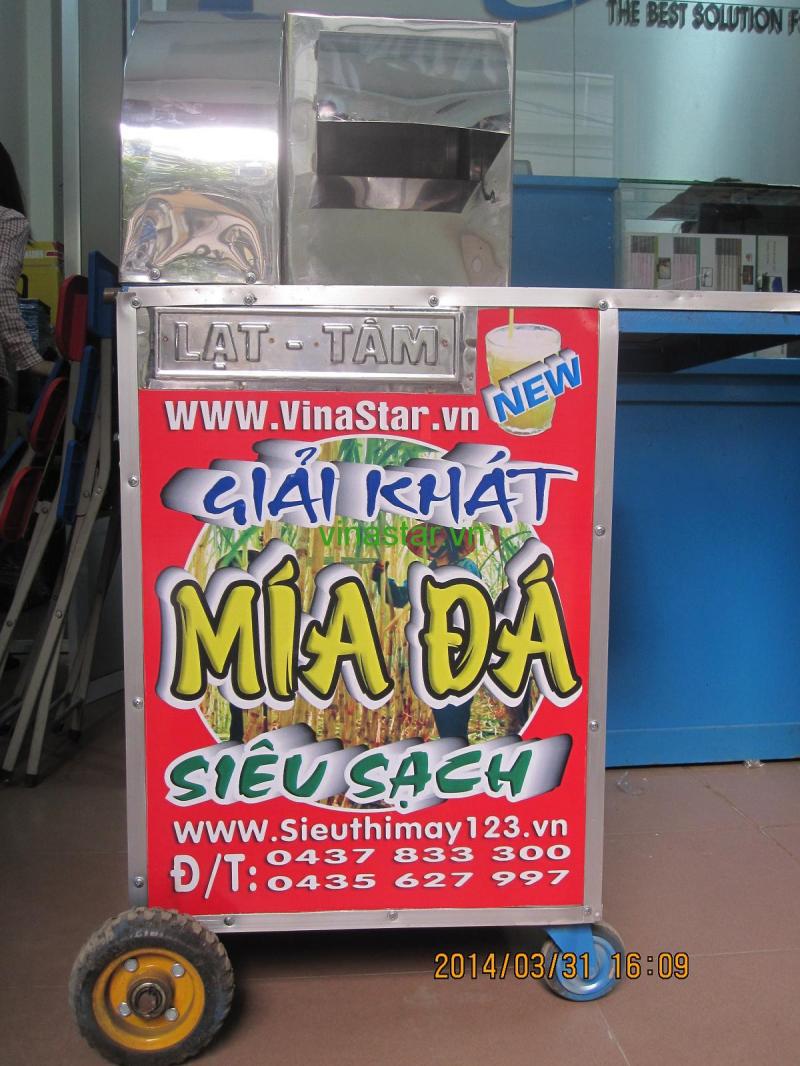 THE BEST SOLUTION F
LẠT - TÂM
NEW
WWW.VinaStar.vn
GIẢI KHÁT
vinastar.vn
MÍA ĐÁ
SIÊU SẠCH
WWW.Sieuthimay123.vn
Đ/T: 0437 833 300
0435 627 997
2014/03/31 16:09